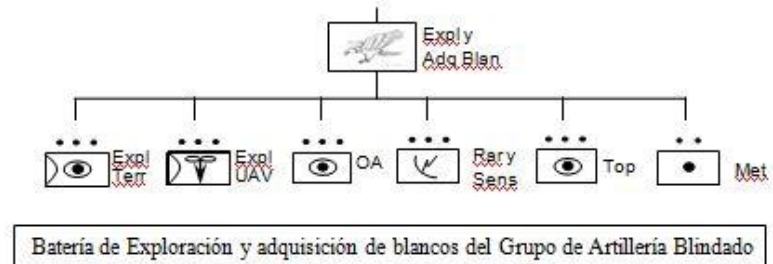 Expl y
Adq Blan
Expl
Terr
Expl
UAV
OA
Rary
Sens
Top
Met
Batería de Exploración y adquisición de blancos del Grupo de Artillería Blindado